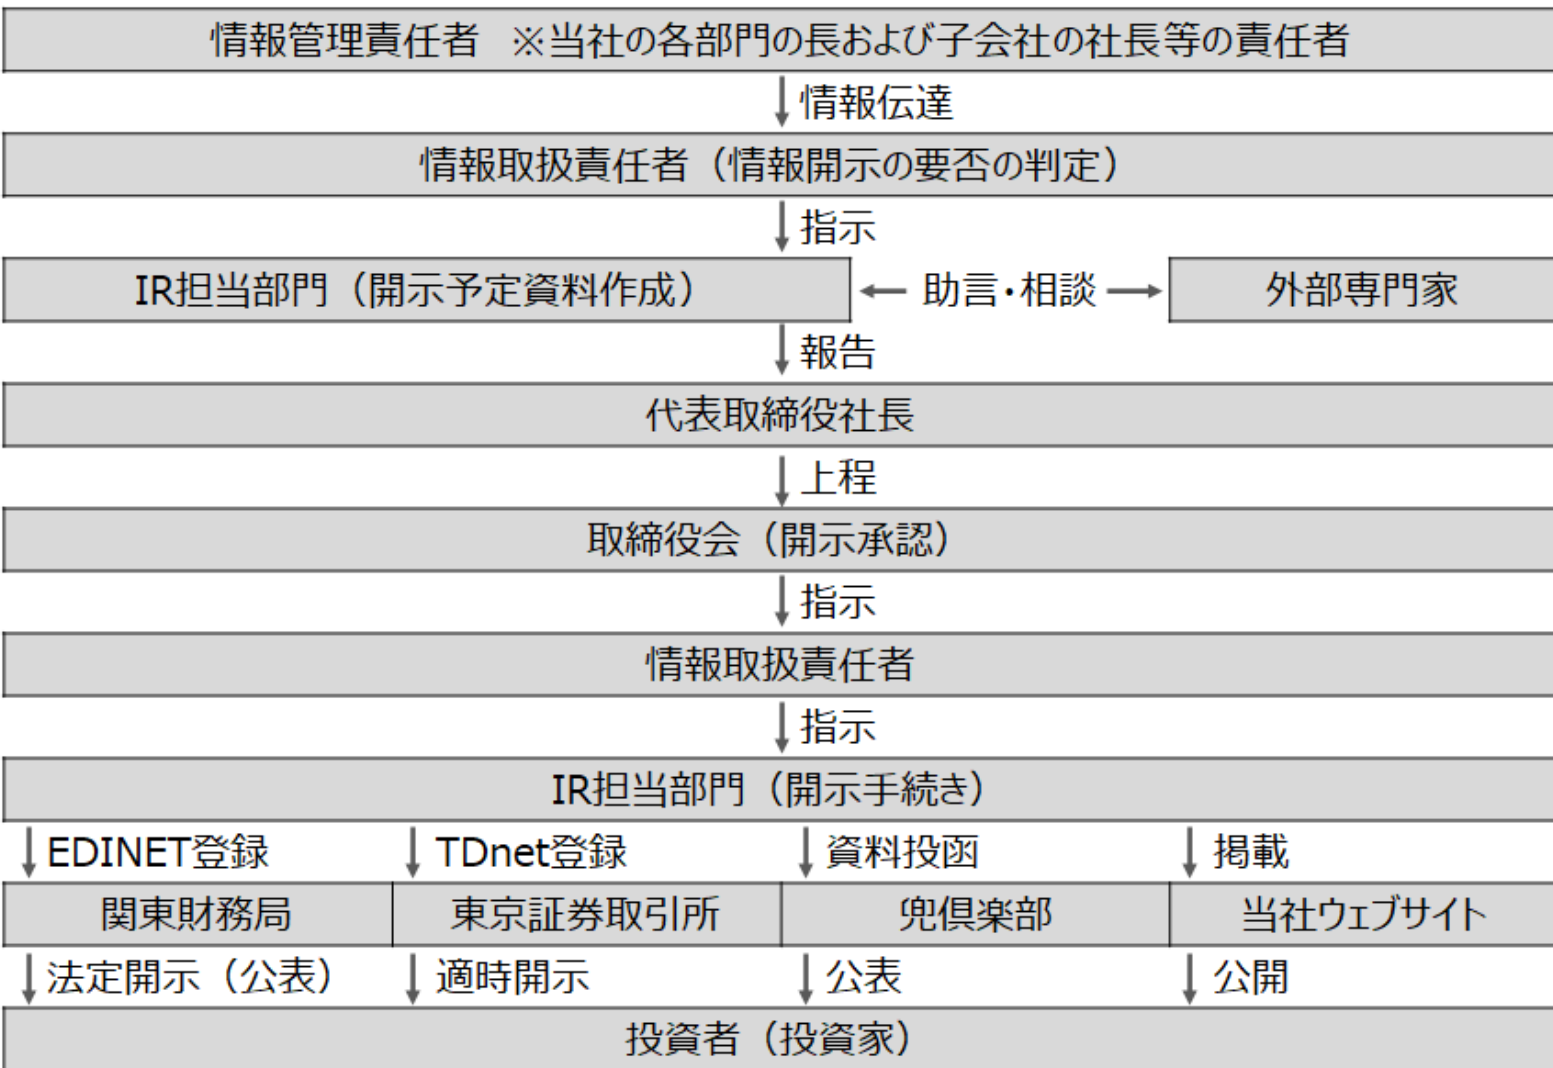 情報管理責任者　※当社の各部門の長および子会社の社長等の責任者
情報伝達
情報取扱責任者（情報開示の要否の判定）
指示
IR担当部門（開示予定資料作成）
助言・相談
外部専門家
報告
代表取締役社長
上程
取締役会（開示承認）
指示
情報取扱責任者
指示
IR担当部門（開示手続き）
EDINET登録
TDnet登録
資料投函
掲載
関東財務局
東京証券取引所
兜倶楽部
当社ウェブサイト
法定開示（公表）
適時開示
公表
公開
投資者（投資家）